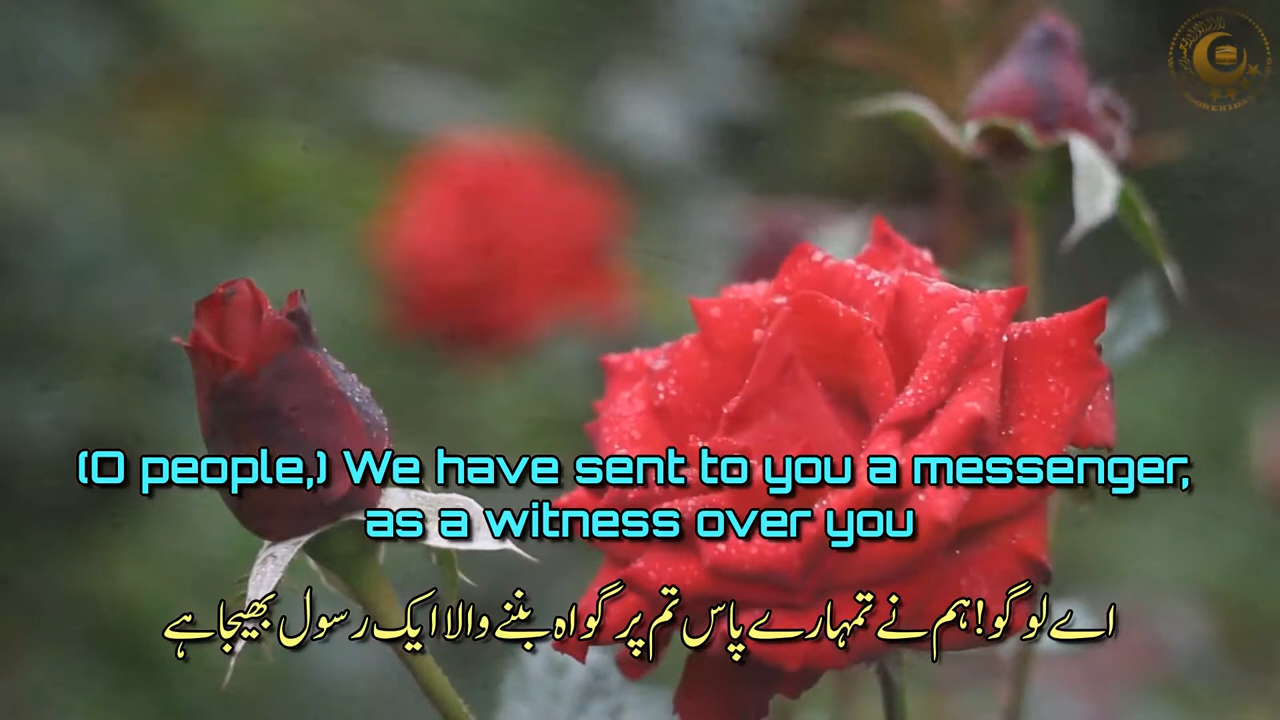 (O people,) We have sent to you a messenger,
as a witness over you
اے لوگو! ہم نے تمہارے پاس تم پر گواہ بننے والا ایک رسول بھیجا ہے